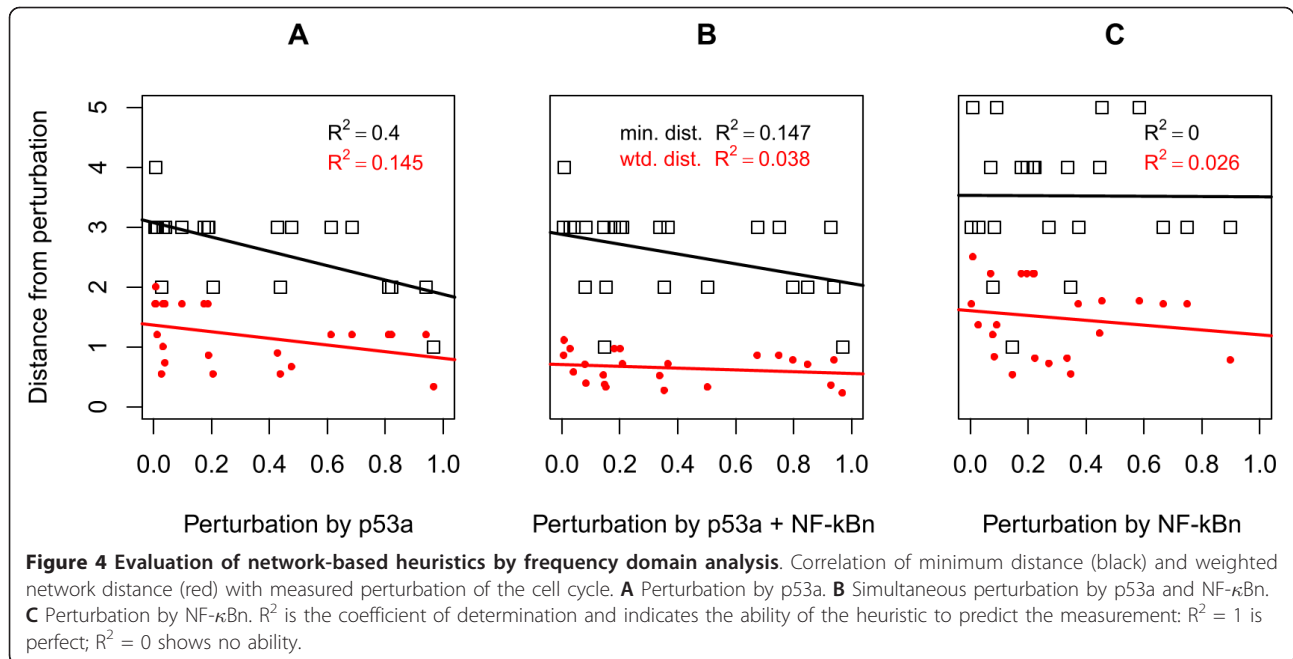 A
B
C
Distance from perturbation
5
4
3
2
1
0
R² = 0.4
R² = 0.145
min. dist. R² = 0.147
wtd. dist. R² = 0.038
R² = 0
R² = 0.026
0.0 0.2 0.4 0.6 0.8 1.0
0.0 0.2 0.4 0.6 0.8 1.0
0.0 0.2 0.4 0.6 0.8 1.0
Perturbation by p53a
Perturbation by p53a + NF-kBn
Perturbation by NF-kBn
Figure 4 Evaluation of network-based heuristics by frequency domain analysis. Correlation of minimum distance (black) and weighted
network distance (red) with measured perturbation of the cell cycle. A Perturbation by p53a. B Simultaneous perturbation by p53a and NF-κBn.
C Perturbation by NF-κBn. R² is the coefficient of determination and indicates the ability of the heuristic to predict the measurement: R² = 1 is
perfect; R² = 0 shows no ability.